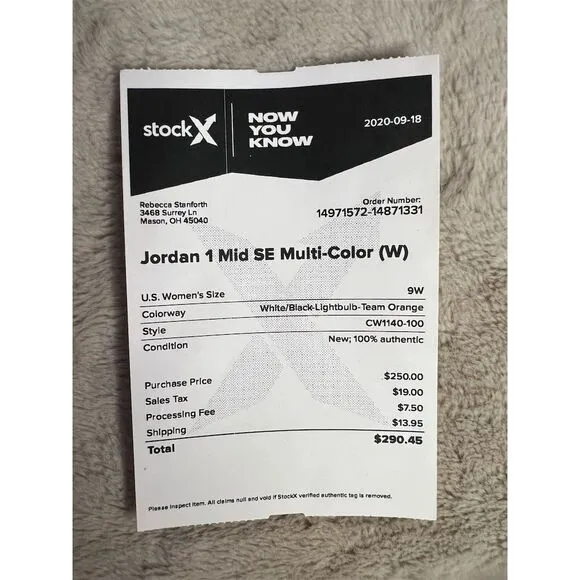 stockX
NOW
YOU
KNOW
2020-09-18
Rebecca Stanforth
3468 Surrey Ln
Mason, OH 45040
Order Number:
14971572-14871331
Jordan 1 Mid SE Multi-Color (W)
U.S. Women's Size 9W
Colorway White/Black-Lightbulb-Team Orange
Style CW1140-100
Condition New; 100% authentic
Purchase Price $250.00
Sales Tax $19.00
Processing Fee $7.50
Shipping $13.95
Total $290.45
Please inspect item. All claims null and void if StockX verified authentic tag is removed.